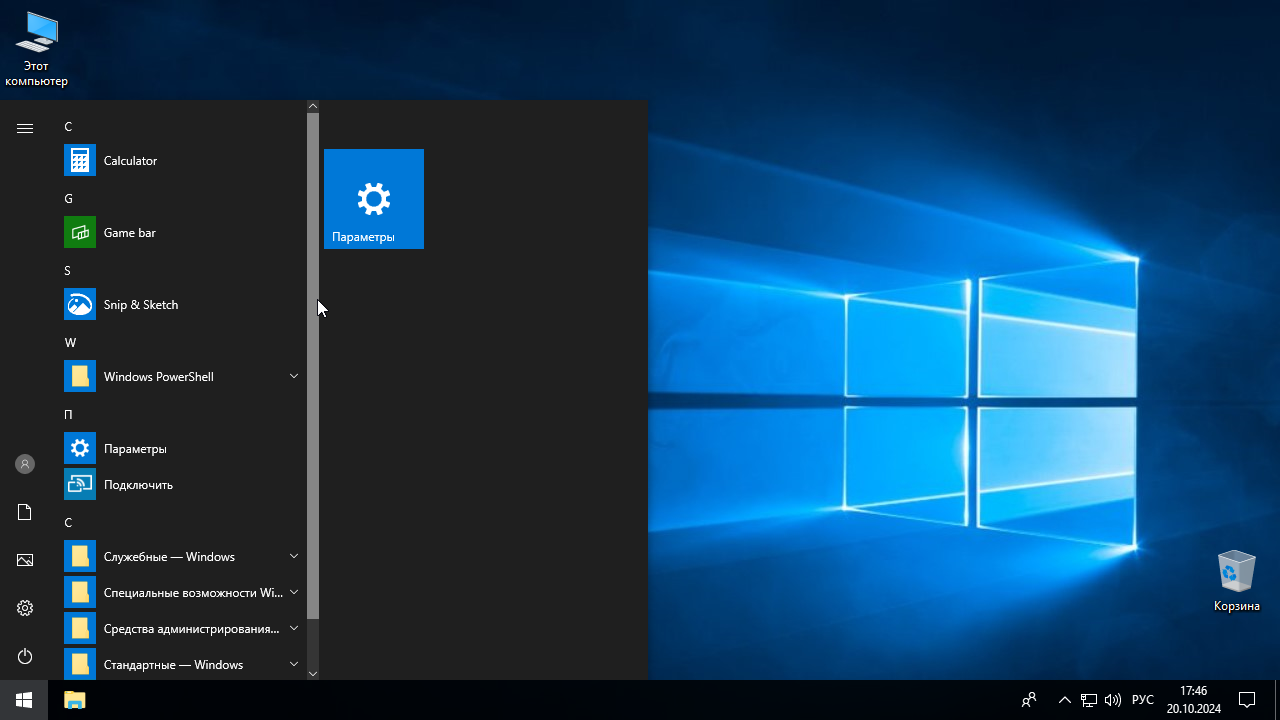 Этот
компьютер
C
Calculator
G
Game bar
S
Snip & Sketch
W
Windows PowerShell
П
Параметры
Подключить
С
Служебные — Windows
Специальные возможности Wi...
Средства администрирования...
Стандартные — Windows
Параметры
Корзина
РУС
17:46
20.10.2024